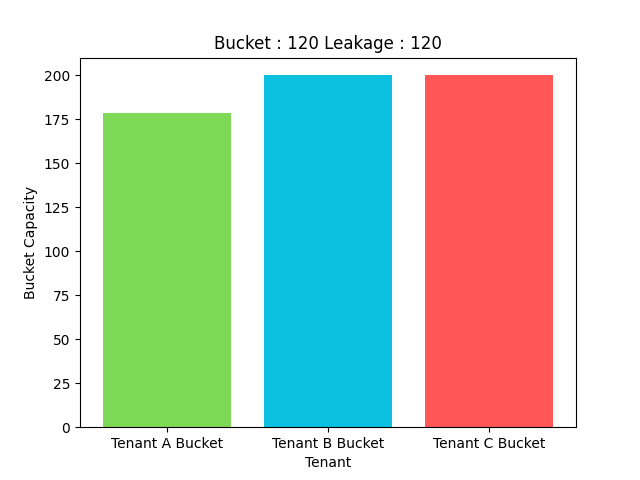 Bucket : 120 Leakage : 120
200
175
150
125
100
75
50
25
0
Bucket Capacity
Tenant A Bucket
Tenant B Bucket
Tenant C Bucket
Tenant